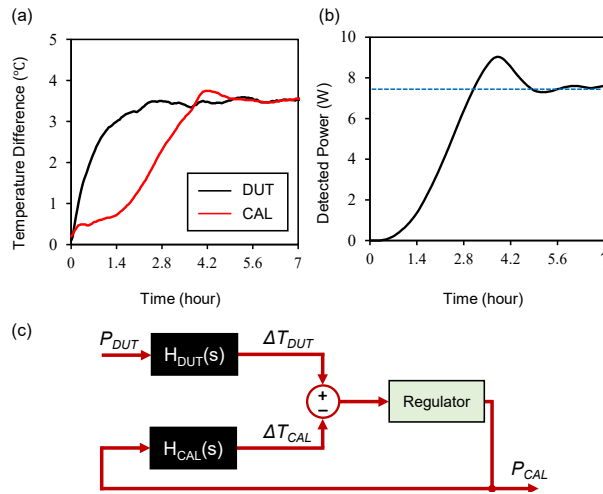 (a)
Temperature Difference (℃)
5
4
3
2
1
0
DUT
CAL
0 1.4 2.8 4.2 5.6 7
Time (hour)
(b)
Detected Power (W)
10
8
6
4
2
0
0 1.4 2.8 4.2 5.6 7
Time (hour)
(c)
P_DUT
H_DUT(s)
ΔT_DUT
+
−
Regulator
H_CAL(s)
ΔT_CAL
P_CAL